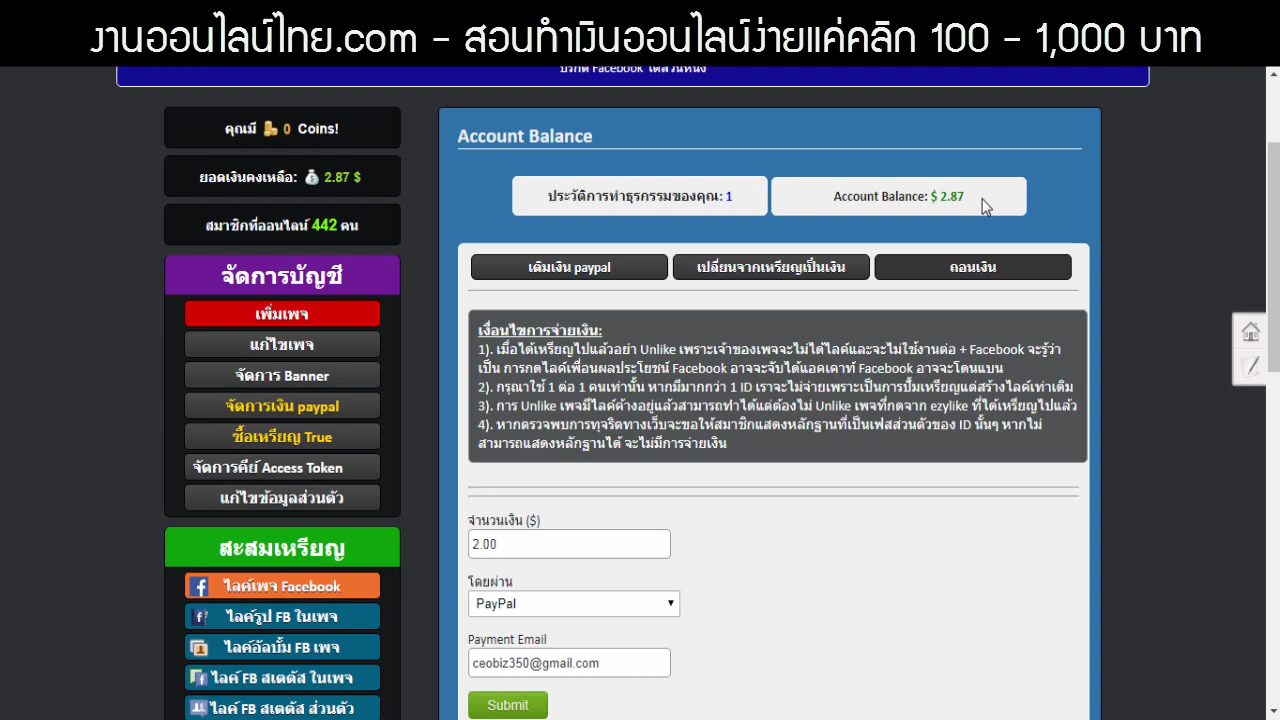 งานออนไลน์ไทย.com - สอนทำเงินออนไลน์ง่ายแค่คลิก 100 - 1,000 บาท
คุณมี 0 Coins!
ยอดเงินคงเหลือ: 2.87 $
สมาชิกที่ออนไลน์ 442 คน
จัดการบัญชี
เพิ่มเพจ
แก้ไขเพจ
จัดการ Banner
จัดการเงิน paypal
ซื้อเหรียญ True
จัดการคีย์ Access Token
แก้ไขข้อมูลส่วนตัว
สะสมเหรียญ
ไลค์เพจ Facebook
ไลค์รูป FB ในเพจ
ไลค์อัลบั้ม FB เพจ
ไลค์ FB สเตตัส ในเพจ
ไลค์ FB สเตตัส ส่วนตัว
Account Balance
ประวัติการทำธุรกรรมของคุณ: 1
Account Balance: $ 2.87
เติมเงิน paypal
เปลี่ยนจากเหรียญเป็นเงิน
ถอนเงิน
เงื่อนไขการจ่ายเงิน:
1). เมื่อได้เหรียญไปแล้วอย่า Unlike เพราะเจ้าของเพจจะไม่ได้ไลค์และจะไม่ใช้งานต่อ + Facebook จะรู้ว่า
เป็น การกดไลค์เพื่อผลประโยชน์ Facebook อาจจะจับได้แอคเคาท์ Facebook อาจจะโดนแบน
2). กรุณาใช้ 1 ต่อ 1 คนเท่านั้น หากมีมากกว่า 1 ID เราจะไม่จ่ายเพราะเป็นการปั้มเหรียญแต่สร้างไลค์เท่าเดิม
3). การ Unlike เพจมีไลค์ค้างอยู่แล้วสามารถทำได้แต่ต้องไม่ Unlike เพจที่กดจาก ezylike ที่ได้เหรียญไปแล้ว
4). หากตรวจพบการทุจริตทางเว็บจะขอให้สมาชิกแสดงหลักฐานที่เป็นเฟสส่วนตัวของ ID นั้นๆ หากไม่
สามารถแสดงหลักฐานได้ จะไม่มีการจ่ายเงิน
จำนวนเงิน ($)
2.00
โดยผ่าน
PayPal
Payment Email
ceobiz350@gmail.com
Submit